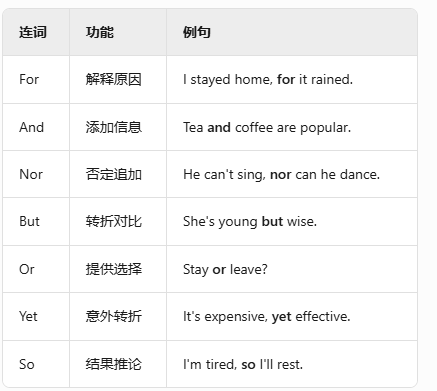 连词 功能 例句
For 解释原因 I stayed home, for it rained.
And 添加信息 Tea and coffee are popular.
Nor 否定追加 He can't sing, nor can he dance.
But 转折对比 She's young but wise.
Or 提供选择 Stay or leave?
Yet 意外转折 It's expensive, yet effective.
So 结果推论 I'm tired, so I'll rest.